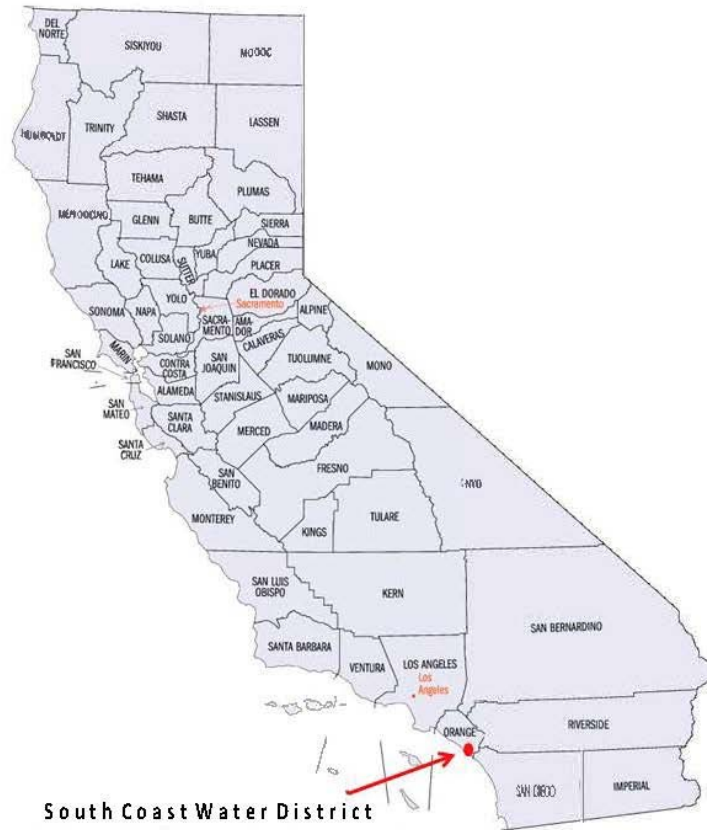 DEL
NORTE
SISKIYOU
MODOC
HUMBOLDT
TRINITY
SHASTA
LASSEN
TEHAMA
PLUMAS
MENDOCINO
GLENN
BUTTE
SIERRA
NEVADA
YUBA
PLACER
LAKE
COLUSA
SUTTER
EL DORADO
Sacramento
YOLO
SONOMA
NAPA
SACRA-
MENTO
AMA-
DOR
ALPINE
SOLANO
CALAVERAS
SAN
FRANCISCO
MARIN
CONTRA
COSTA
SAN
JOAQUIN
TUOLUMNE
MONO
ALAMEDA
STANISLAUS
MARIPOSA
SAN
MATEO
SANTA
CLARA
MERCED
MADERA
SANTA
CRUZ
SAN
BENITO
FRESNO
INYO
MONTEREY
KINGS
TULARE
SAN LUIS
OBISPO
KERN
SAN BERNARDINO
SANTA BARBARA
VENTURA
LOS ANGELES
Los
Angeles
ORANGE
RIVERSIDE
SAN DIEGO
IMPERIAL
South Coast Water District